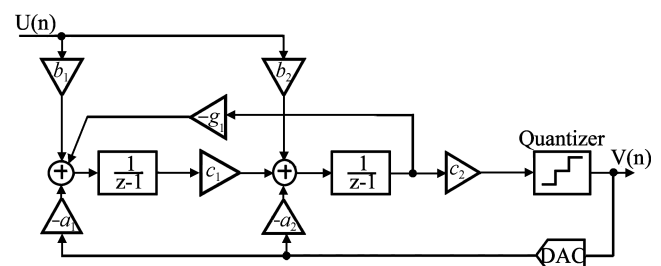 U(n)
b1
b2
-g1
Quantizer
V(n)
+
1
z-1
c1
+
1
z-1
c2
-a1
-a2
DAC